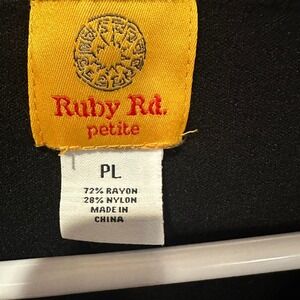 Ruby Rd.
petite
PL
72% RAYON
28% NYLON
MADE IN
CHINA